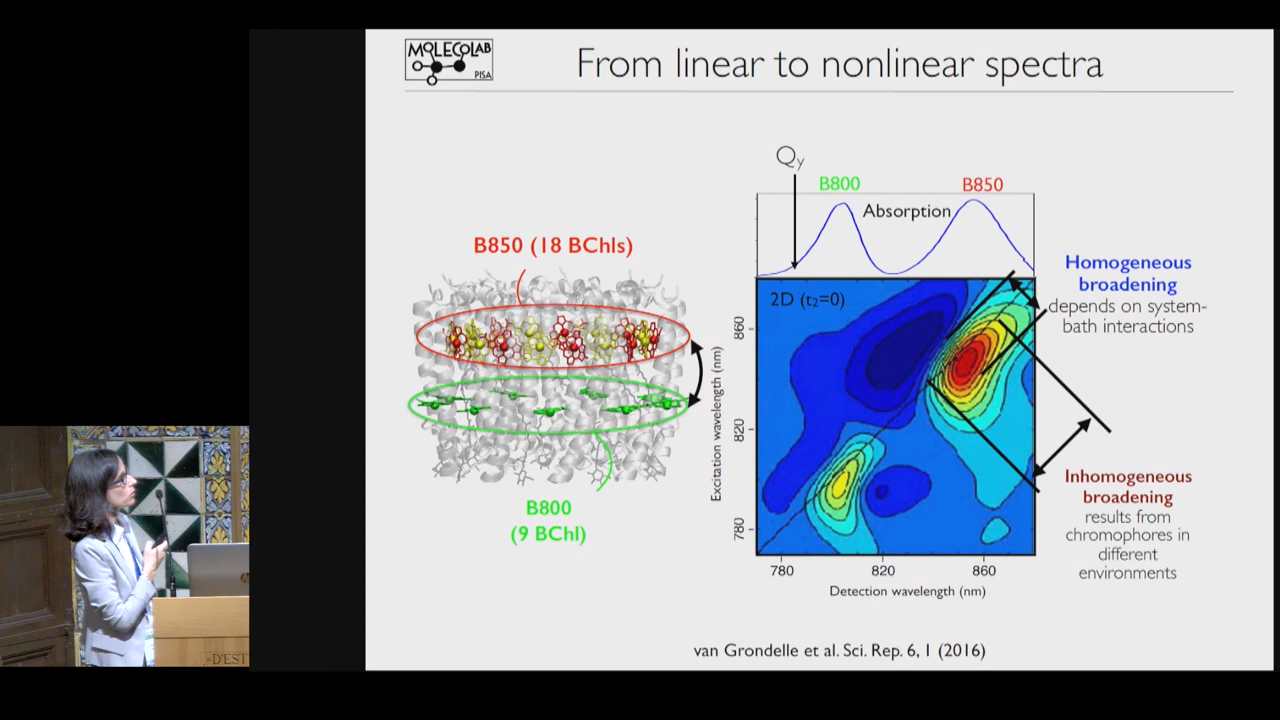 MOLECOLAB
PISA
From linear to nonlinear spectra
Qy
B800
B850
Absorption
B850 (18 BChls)
B800
(9 BChl)
2D (t₂=0)
Excitation wavelength (nm)
860
820
780
780
820
860
Detection wavelength (nm)
Homogeneous
broadening
depends on system-
bath interactions
Inhomogeneous
broadening
results from
chromophores in
different
environments
van Grondelle et al. Sci. Rep. 6, 1 (2016)
D'EST